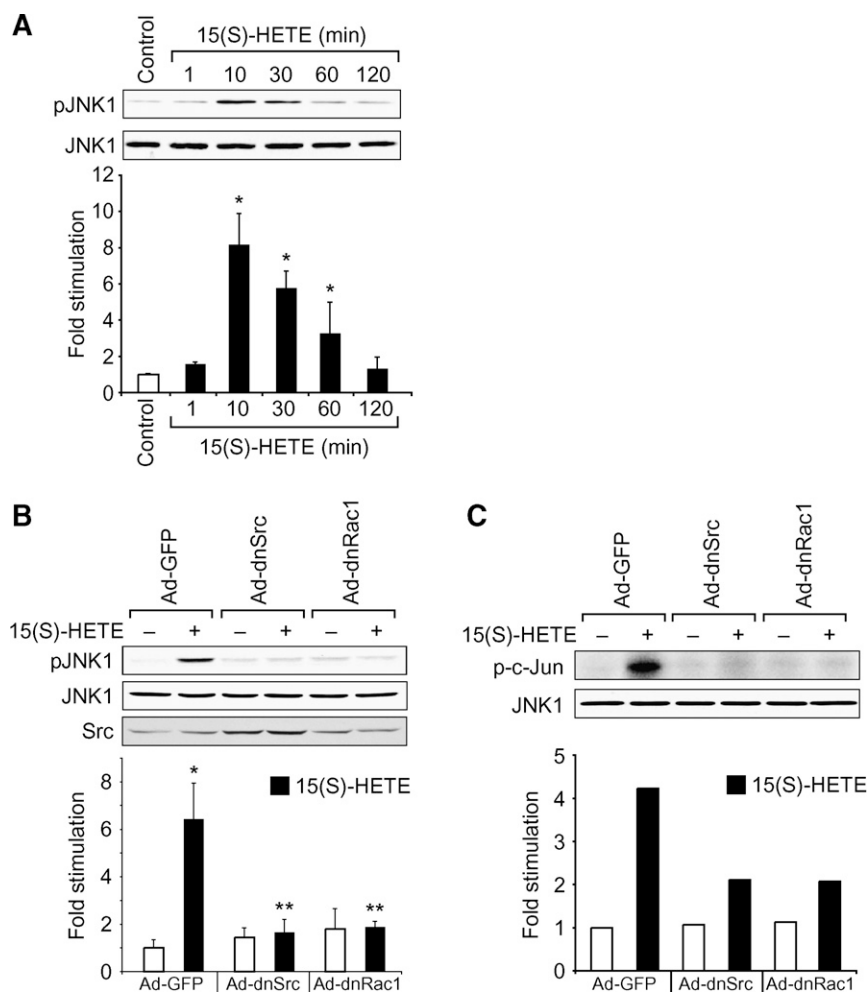 A
Control
15(S)-HETE (min)
1 10 30 60 120
pJNK1
JNK1
Fold stimulation
12
10
8
6
4
2
0
*
*
*
Control
1 10 30 60 120
15(S)-HETE (min)
B
Ad-GFP
Ad-dnSrc
Ad-dnRac1
15(S)-HETE – + – + – +
pJNK1
JNK1
Src
Fold stimulation
8
6
4
2
0
*
15(S)-HETE
**
**
Ad-GFP Ad-dnSrc Ad-dnRac1
C
Ad-GFP
Ad-dnSrc
Ad-dnRac1
15(S)-HETE – + – + – +
p-c-Jun
JNK1
Fold stimulation
5
4
3
2
1
0
15(S)-HETE
Ad-GFP Ad-dnSrc Ad-dnRac1